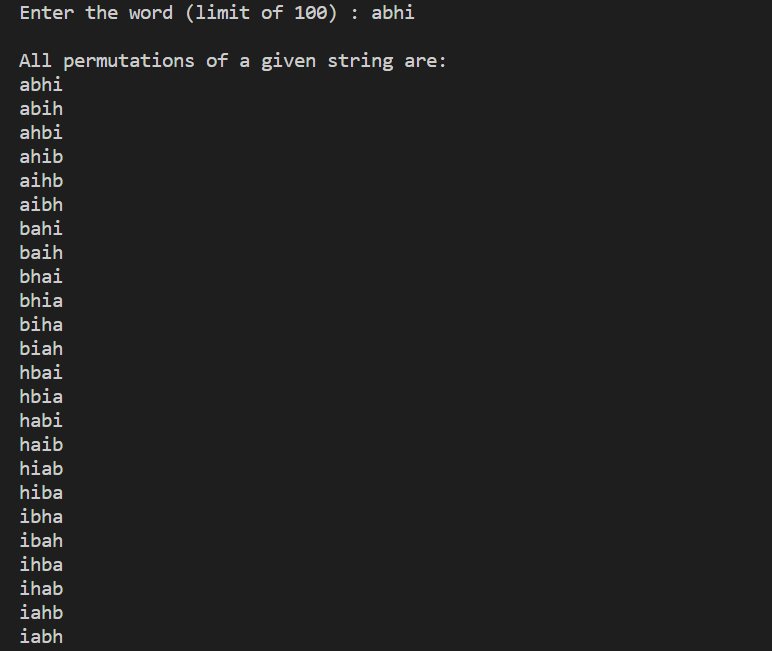 Enter the word (limit of 100) : abhi
All permutations of a given string are:
abhi
abih
ahbi
ahib
aihb
aibh
bahi
baih
bhai
bhia
biha
biah
hbai
hbia
habi
haib
hiab
hiba
ibha
ibah
ihba
ihab
iahb
iabh